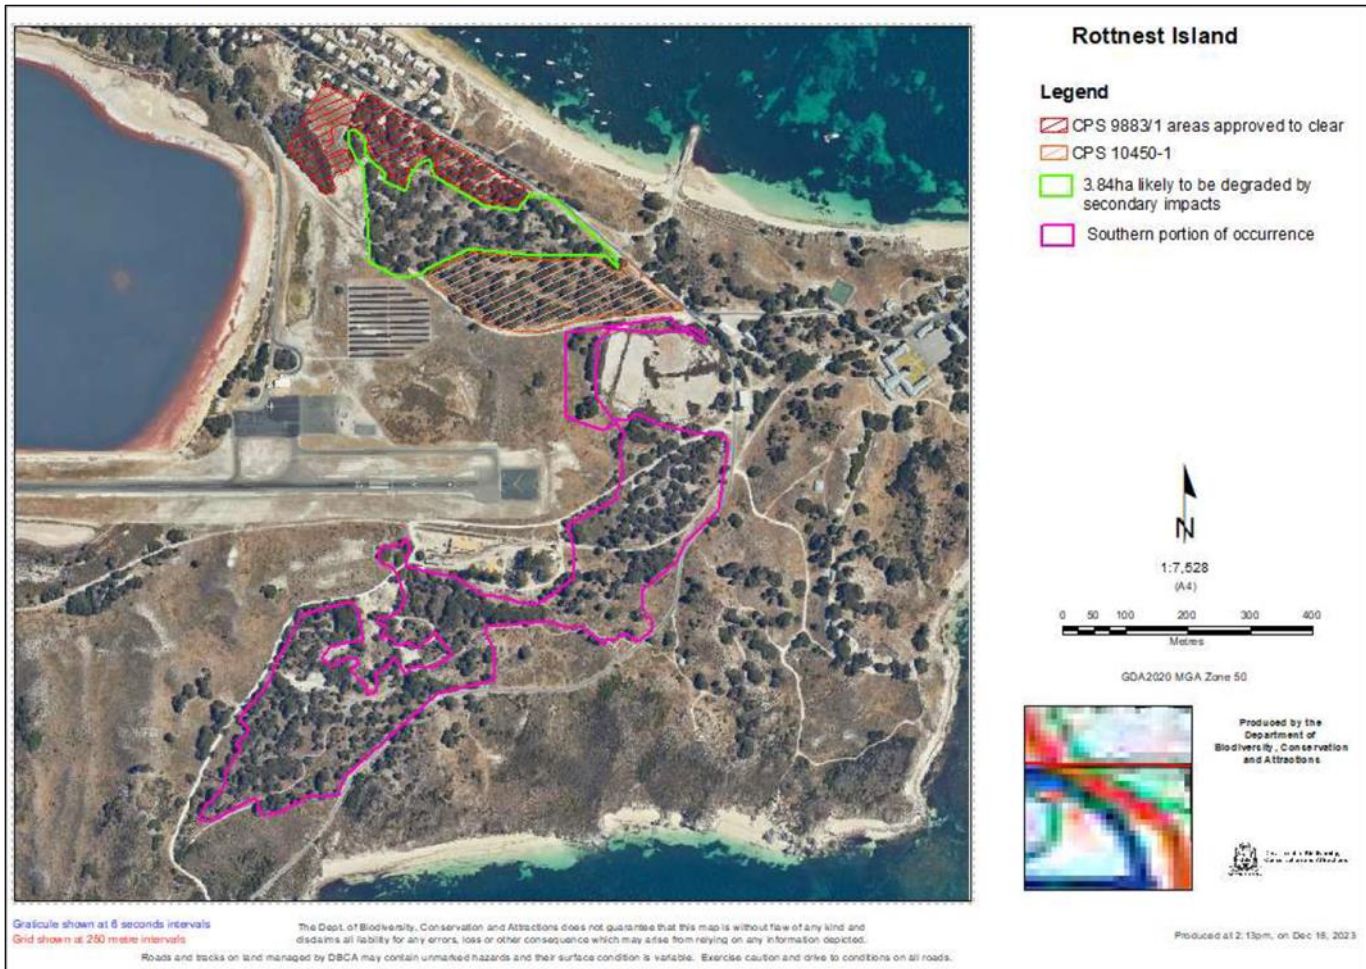 Rottnest Island
Legend
CPS 9883/1 areas approved to clear
CPS 10450-1
3.84ha likely to be degraded by
secondary impacts
Southern portion of occurrence
N
1:7,528
(A4)
0 50 100 200 300 400
Metres
GDA2020 MGA Zone 50
Produced by the
Department of
Biodiversity, Conservation
and Attractions
Graticule shown at 6 seconds intervals
Grid shown at 250 metre intervals
The Dept. of Biodiversity, Conservation and Attractions does not guarantee that this map is without flaw of any kind and
disclaims all liability for any errors, loss or other consequence which may arise from relying on any information depicted.
Roads and tracks on land managed by DBCA may contain unmarked hazards and their surface condition is variable. Exercise caution and drive to conditions on all roads.
Produced at 2:13pm, on Dec 18, 2023